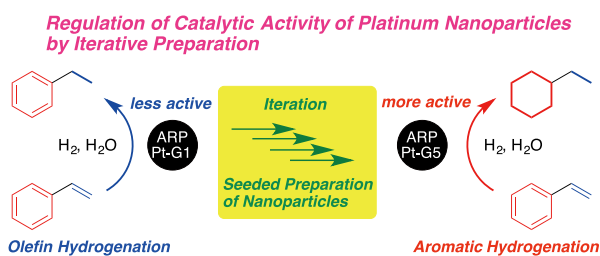 Regulation of Catalytic Activity of Platinum Nanoparticles
by Iterative Preparation
less active
H₂, H₂O
ARP
Pt-G1
Olefin Hydrogenation
Iteration
Seeded Preparation
of Nanoparticles
more active
ARP
Pt-G5
H₂, H₂O
Aromatic Hydrogenation